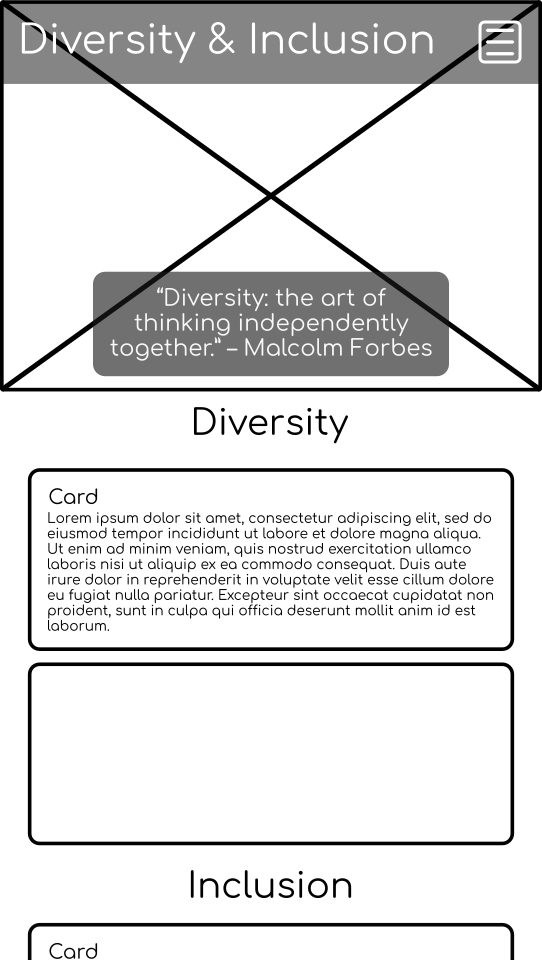 Diversity & Inclusion
“Diversity: the art of
thinking independently
together.” – Malcolm Forbes
Diversity
Card
Lorem ipsum dolor sit amet, consectetur adipiscing elit, sed do
eiusmod tempor incididunt ut labore et dolore magna aliqua.
Ut enim ad minim veniam, quis nostrud exercitation ullamco
laboris nisi ut aliquip ex ea commodo consequat. Duis aute
irure dolor in reprehenderit in voluptate velit esse cillum dolore
eu fugiat nulla pariatur. Excepteur sint occaecat cupidatat non
proident, sunt in culpa qui officia deserunt mollit anim id est
laborum.
Inclusion
Card